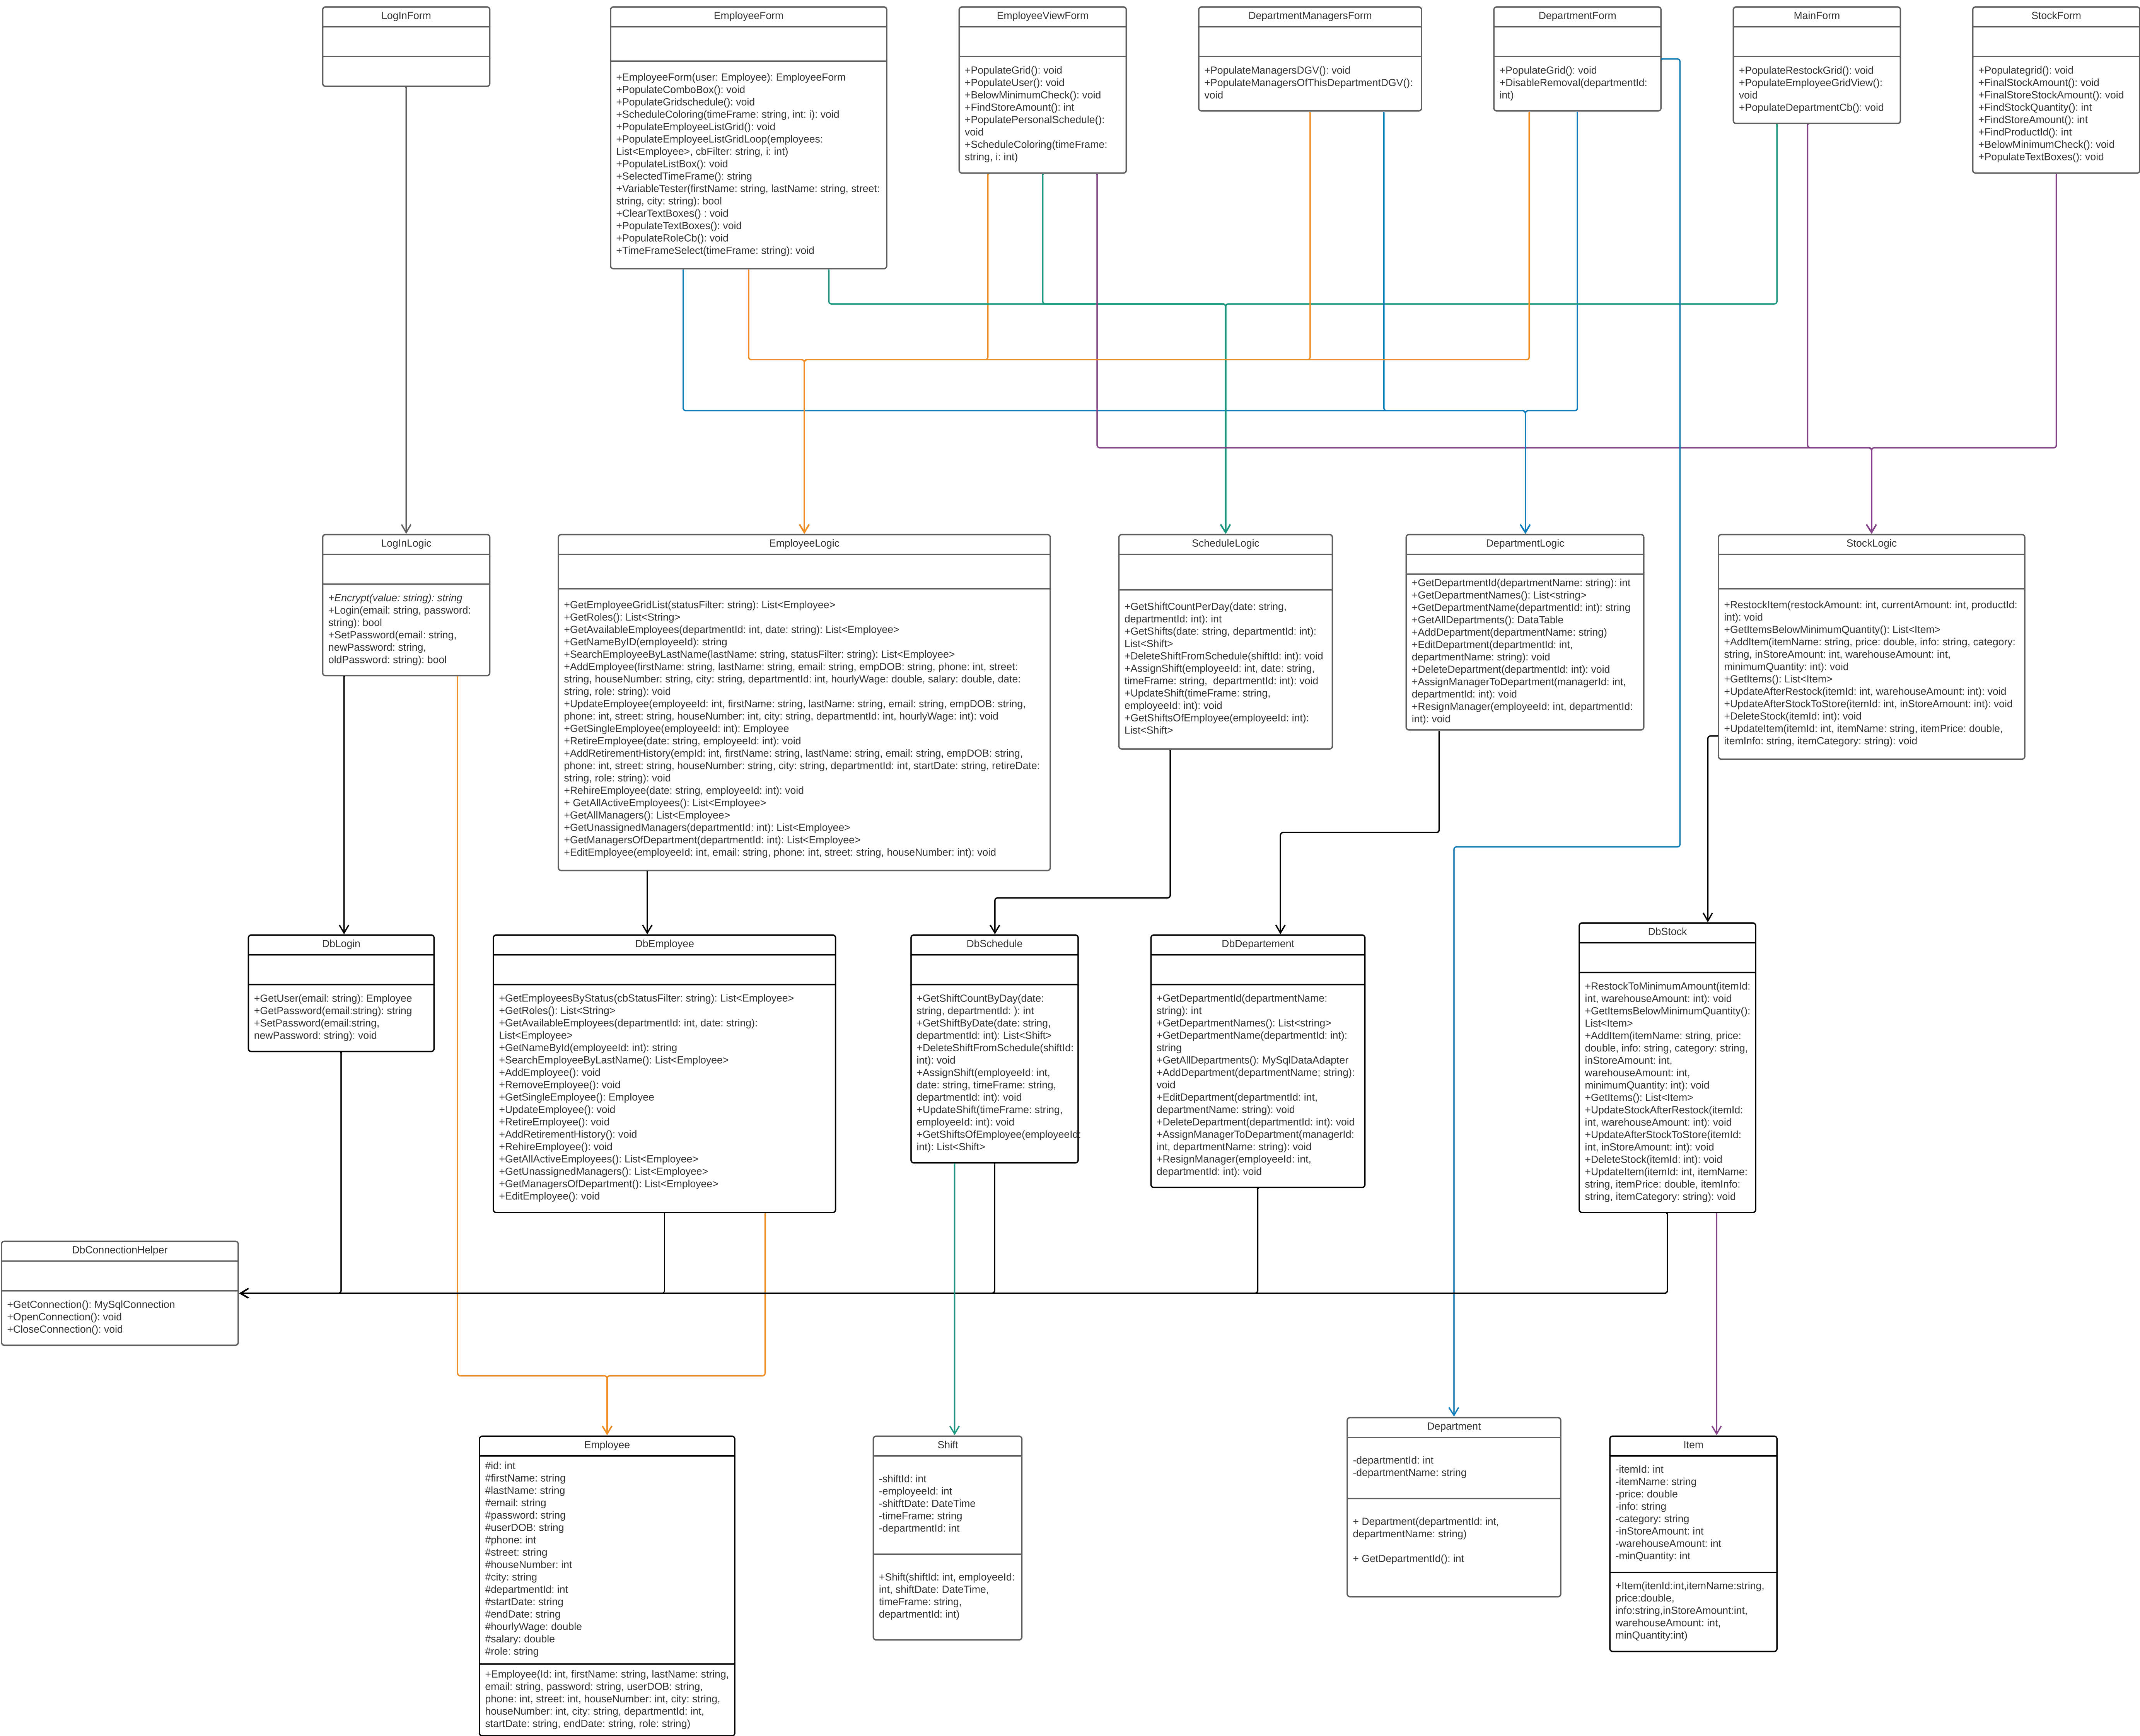 LogInForm
EmployeeForm
+EmployeeForm(user: Employee): EmployeeForm
+PopulateComboBox(): void
+PopulateGridschedule(): void
+ScheduleColoring(timeFrame: string, int: i): void
+PopulateEmployeeListGrid(): void
+PopulateEmployeeListGridLoop(employees:
List<Employee>, cbFilter: string, i: int)
+PopulateListBox(): void
+SelectedTimeFrame(): string
+VariableTester(firstName: string, lastName: string, street:
string, city: string): bool
+ClearTextBoxes() : void
+PopulateTextBoxes(): void
+PopulateRoleCb(): void
+TimeFrameSelect(timeFrame: string): void
EmployeeViewForm
+PopulateGrid(): void
+PopulateUser(): void
+BelowMinimumCheck(): void
+FindStoreAmount(): int
+PopulatePersonalSchedule():
void
+ScheduleColoring(timeFrame:
string, i: int)
DepartmentManagersForm
+PopulateManagersDGV(): void
+PopulateManagersOfThisDepartmentDGV():
void
DepartmentForm
+PopulateGrid(): void
+DisableRemoval(departmentId:
int)
MainForm
+PopulateRestockGrid(): void
+PopulateEmployeeGridView():
void
+PopulateDepartmentCb(): void
StockForm
+Populategrid(): void
+FinalStockAmount(): void
+FinalStoreStockAmount(): void
+FindStockQuantity(): int
+FindStoreAmount(): int
+FindProductId(): int
+BelowMinimumCheck(): void
+PopulateTextBoxes(): void
LogInLogic
+Encrypt(value: string): string
+Login(email: string, password:
string): bool
+SetPassword(email: string,
newPassword: string,
oldPassword: string): bool
EmployeeLogic
+GetEmployeeGridList(statusFilter: string): List<Employee>
+GetRoles(): List<String>
+GetAvailableEmployees(departmentId: int, date: string): List<Employee>
+GetNameByID(employeeId): string
+SearchEmployeeByLastName(lastName: string, statusFilter: string): List<Employee>
+AddEmployee(firstName: string, lastName: string, email: string, empDOB: string, phone: int, street:
string, houseNumber: string, city: string, departmentId: int, hourlyWage: double, salary: double, date:
string, role: string): void
+UpdateEmployee(employeeId: int, firstName: string, lastName: string, email: string, empDOB: string,
phone: int, street: string, houseNumber: int, city: string, departmentId: int, hourlyWage: int): void
+GetSingleEmployee(employeeId: int): Employee
+RetireEmployee(date: string, employeeId: int): void
+AddRetirementHistory(empId: int, firstName: string, lastName: string, email: string, empDOB: string,
phone: int, street: string, houseNumber: string, city: string, departmentId: int, startDate: string, retireDate:
string, role: string): void
+RehireEmployee(date: string, employeeId: int): void
+ GetAllActiveEmployees(): List<Employee>
+GetAllManagers(): List<Employee>
+GetUnassignedManagers(departmentId: int): List<Employee>
+GetManagersOfDepartment(departmentId: int): List<Employee>
+EditEmployee(employeeId: int, email: string, phone: int, street: string, houseNumber: int): void
ScheduleLogic
+GetShiftCountPerDay(date: string,
departmentId: int): int
+GetShifts(date: string, departmentId: int):
List<Shift>
+DeleteShiftFromSchedule(shiftId: int): void
+AssignShift(employeeId: int, date: string,
timeFrame: string,  departmentId: int): void
+UpdateShift(timeFrame: string,
employeeId: int): void
+GetShiftsOfEmployee(employeeId: int):
List<Shift>
DepartmentLogic
+GetDepartmentId(departmentName: string): int
+GetDepartmentNames(): List<string>
+GetDepartmentName(departmentId: int): string
+GetAllDepartments(): DataTable
+AddDepartment(departmentName: string)
+EditDepartment(departmentId: int,
departmentName: string): void
+DeleteDepartment(departmentId: int): void
+AssignManagerToDepartment(managerId: int,
departmentId: int): void
+ResignManager(employeeId: int, departmentId:
int): void
StockLogic
+RestockItem(restockAmount: int, currentAmount: int, productId:
int): void
+GetItemsBelowMinimumQuantity(): List<Item>
+AddItem(itemName: string, price: double, info: string, category:
string, inStoreAmount: int, warehouseAmount: int,
minimumQuantity: int): void
+GetItems(): List<Item>
+UpdateAfterRestock(itemId: int, warehouseAmount: int): void
+UpdateAfterStockToStore(itemId: int, inStoreAmount: int): void
+DeleteStock(itemId: int): void
+UpdateItem(itemId: int, itemName: string, itemPrice: double,
itemInfo: string, itemCategory: string): void
DbLogin
+GetUser(email: string): Employee
+GetPassword(email:string): string
+SetPassword(email:string,
newPassword: string): void
DbEmployee
+GetEmployeesByStatus(cbStatusFilter: string): List<Employee>
+GetRoles(): List<String>
+GetAvailableEmployees(departmentId: int, date: string):
List<Employee>
+GetNameById(employeeId: int): string
+SearchEmployeeByLastName(): List<Employee>
+AddEmployee(): void
+RemoveEmployee(): void
+GetSingleEmployee(): Employee
+UpdateEmployee(): void
+RetireEmployee(): void
+AddRetirementHistory(): void
+RehireEmployee(): void
+GetAllActiveEmployees(): List<Employee>
+GetUnassignedManagers(): List<Employee>
+GetManagersOfDepartment(): List<Employee>
+EditEmployee(): void
DbSchedule
+GetShiftCountByDay(date:
string, departmentId: ): int
+GetShiftByDate(date: string,
departmentId: int): List<Shift>
+DeleteShiftFromSchedule(shiftId:
int): void
+AssignShift(employeeId: int,
date: string, timeFrame: string,
departmentId: int): void
+UpdateShift(timeFrame: string,
employeeId: int): void
+GetShiftsOfEmployee(employeeId:
int): List<Shift>
DbDepartement
+GetDepartmentId(departmentName:
string): int
+GetDepartmentNames(): List<string>
+GetDepartmentName(departmentId: int):
string
+GetAllDepartments(): MySqlDataAdapter
+AddDepartment(departmentName; string):
void
+EditDepartment(departmentId: int,
departmentName: string): void
+DeleteDepartment(departmentId: int): void
+AssignManagerToDepartment(managerId:
int, departmentName: string): void
+ResignManager(employeeId: int,
departmentId: int): void
DbStock
+RestockToMinimumAmount(itemId:
int, warehouseAmount: int): void
+GetItemsBelowMinimumQuantity():
List<Item>
+AddItem(itemName: string, price:
double, info: string, category: string,
inStoreAmount: int,
warehouseAmount: int,
minimumQuantity: int): void
+GetItems(): List<Item>
+UpdateStockAfterRestock(itemId:
int, warehouseAmount: int): void
+UpdateAfterStockToStore(itemId:
int, inStoreAmount: int): void
+DeleteStock(itemId: int): void
+UpdateItem(itemId: int, itemName:
string, itemPrice: double, itemInfo:
string, itemCategory: string): void
DbConnectionHelper
+GetConnection(): MySqlConnection
+OpenConnection(): void
+CloseConnection(): void
Employee
#id: int
#firstName: string
#lastName: string
#email: string
#password: string
#userDOB: string
#phone: int
#street: string
#houseNumber: int
#city: string
#departmentId: int
#startDate: string
#endDate: string
#hourlyWage: double
#salary: double
#role: string
+Employee(Id: int, firstName: string, lastName: string,
email: string, password: string, userDOB: string,
phone: int, street: int, houseNumber: int, city: string,
houseNumber: int, city: string, departmentId: int,
startDate: string, endDate: string, role: string)
Shift
-shiftId: int
-employeeId: int
-shitftDate: DateTime
-timeFrame: string
-departmentId: int
+Shift(shiftId: int, employeeId:
int, shiftDate: DateTime,
timeFrame: string,
departmentId: int)
Department
-departmentId: int
-departmentName: string
+ Department(departmentId: int,
departmentName: string)
+ GetDepartmentId(): int
Item
-itemId: int
-itemName: string
-price: double
-info: string
-category: string
-inStoreAmount: int
-warehouseAmount: int
-minQuantity: int
+Item(itenId:int,itemName:string,
price:double,
info:string,inStoreAmount:int,
warehouseAmount: int,
minQuantity:int)